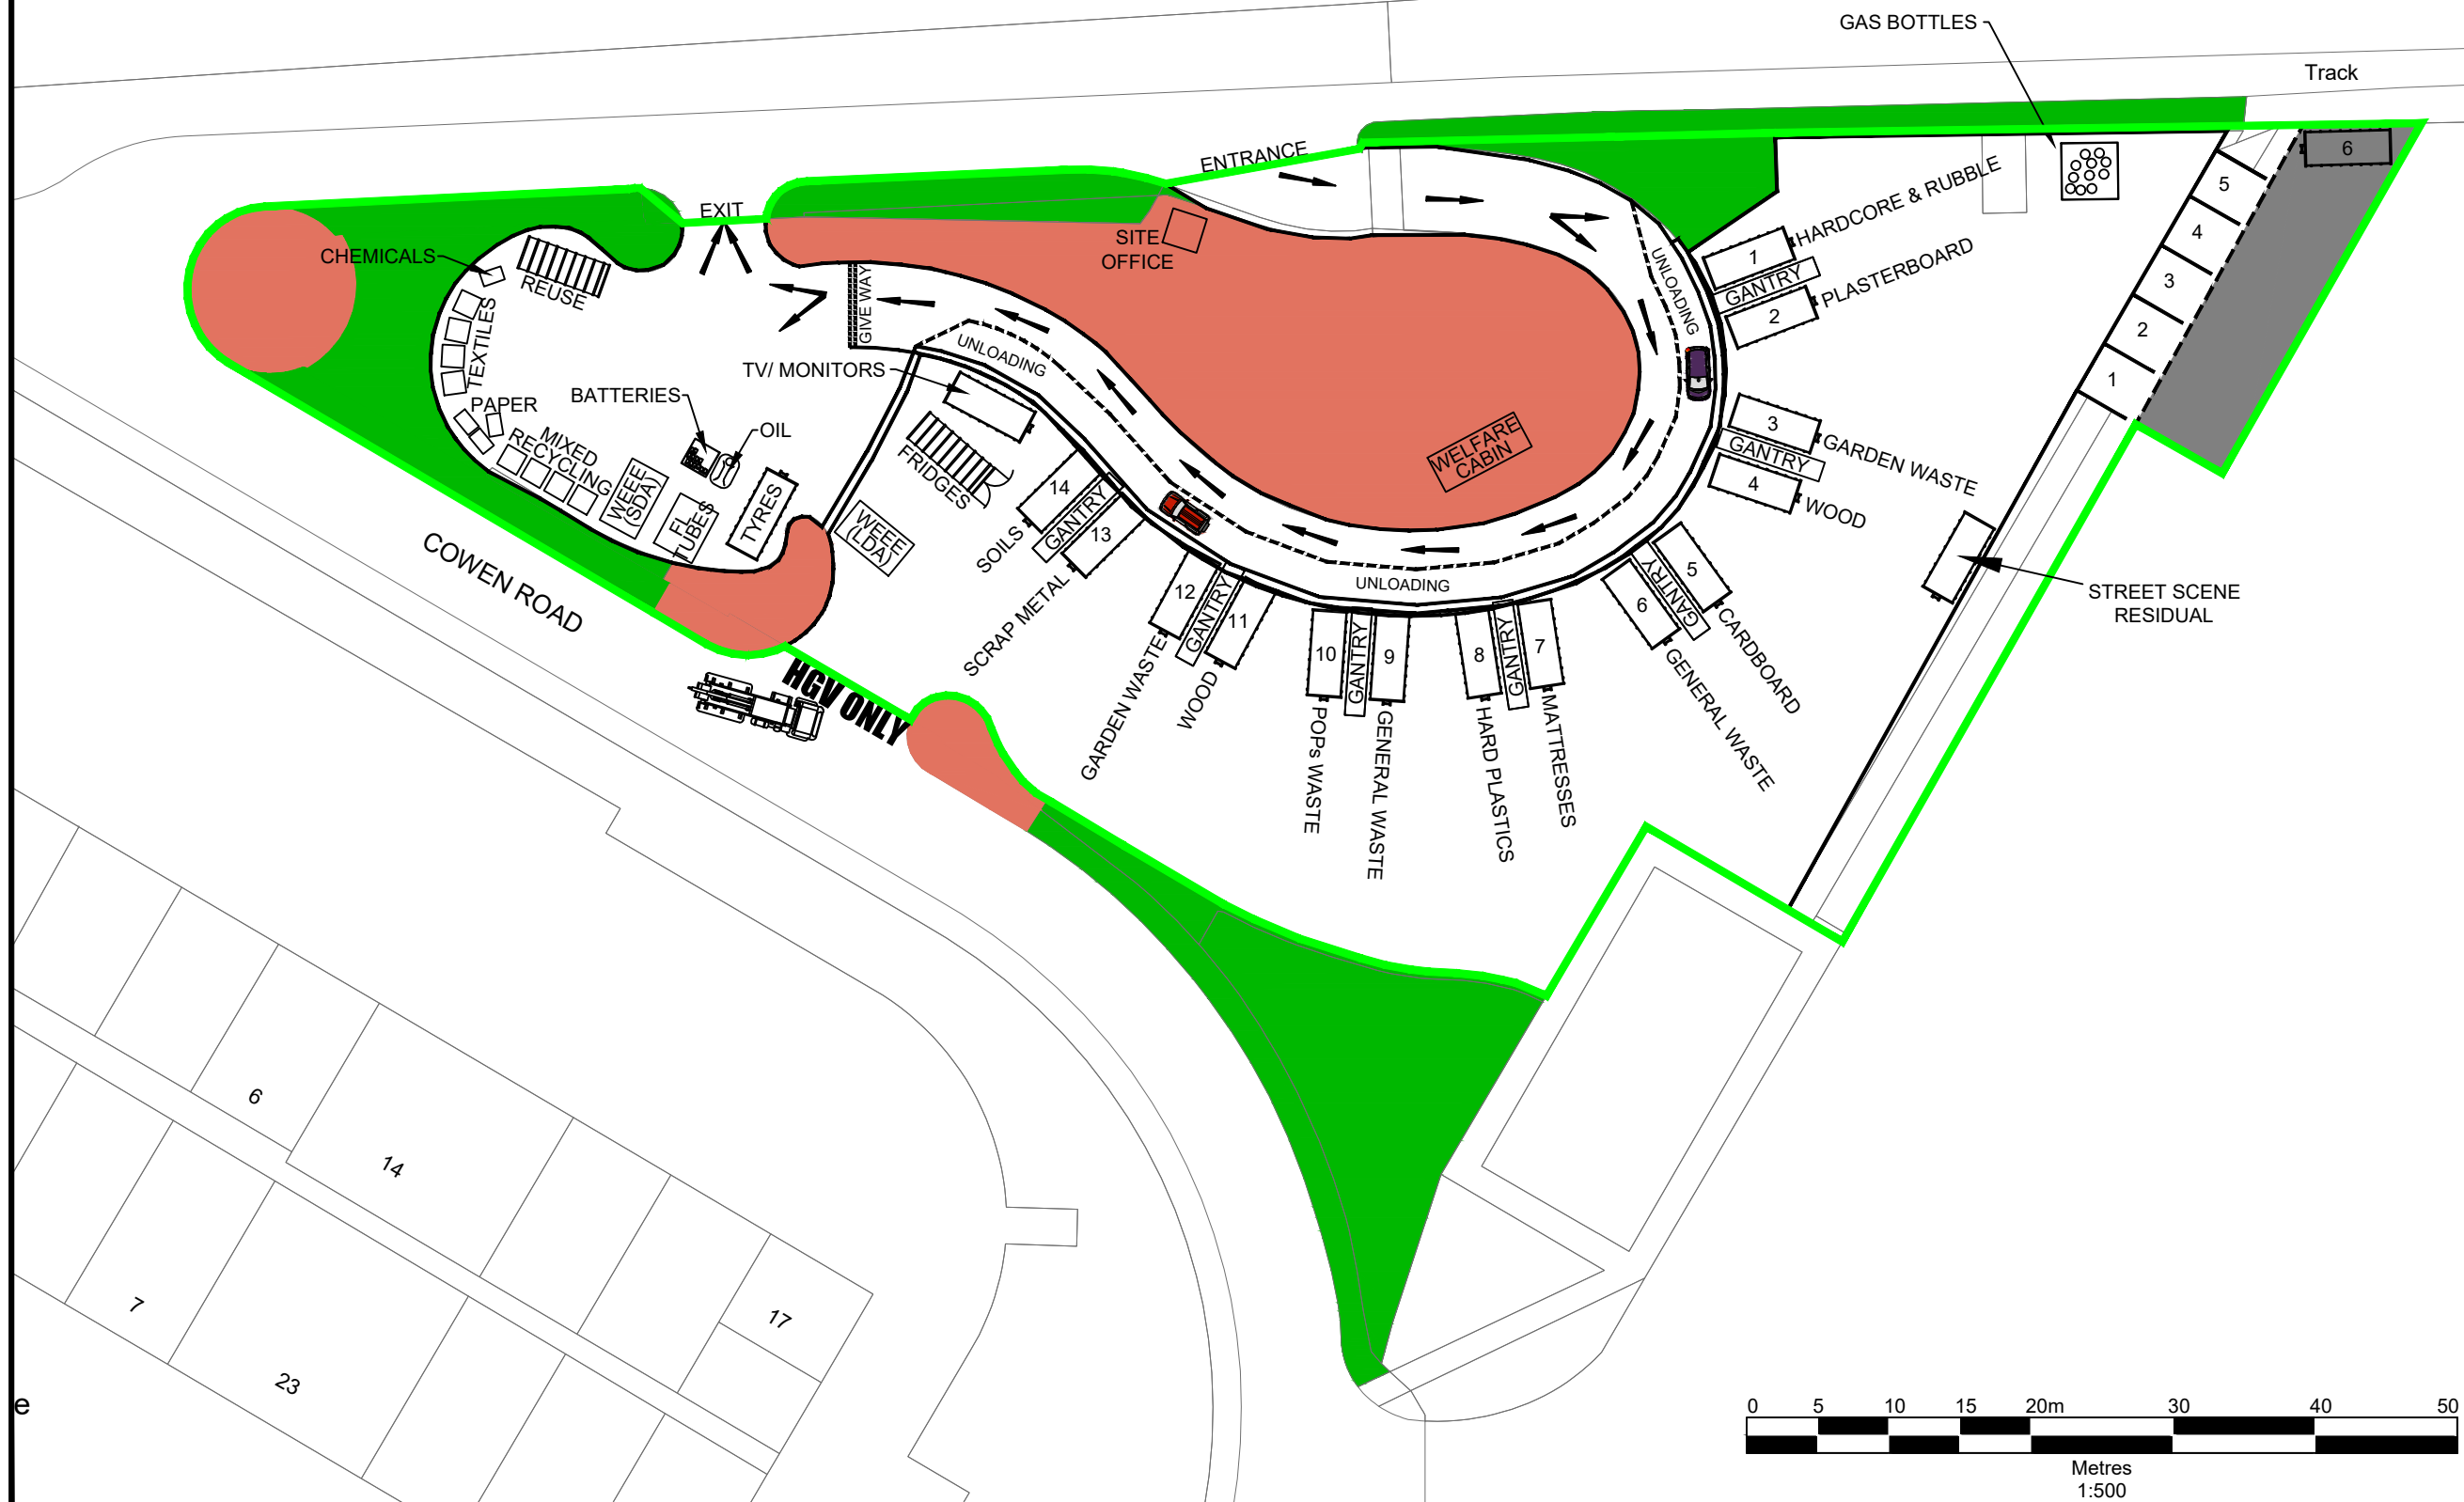 GAS BOTTLES
Track
ENTRANCE
EXIT
SITE
OFFICE
CHEMICALS
REUSE
TEXTILES
GIVE WAY
UNLOADING
TV/ MONITORS
BATTERIES
OIL
PAPER
MIXED
RECYCLING
WEEE
(SDA)
FL
TUBES
TYRES
WEEE
(LDA)
FRIDGES
WELFARE
CABIN
UNLOADING
1
HARDCORE & RUBBLE
GANTRY
2
PLASTERBOARD
3
GARDEN WASTE
GANTRY
4
WOOD
5
CARDBOARD
GANTRY
6
GENERAL WASTE
7
MATTRESSES
GANTRY
8
HARD PLASTICS
9
GENERAL WASTE
GANTRY
10
POPs WASTE
UNLOADING
11
WOOD
GANTRY
12
GARDEN WASTE
13
SCRAP METAL
GANTRY
14
SOILS
6
5
4
3
2
1
STREET SCENE
RESIDUAL
COWEN ROAD
HGV ONLY
6
14
7
17
23
e
0 5 10 15 20m 30 40 50
Metres
1:500